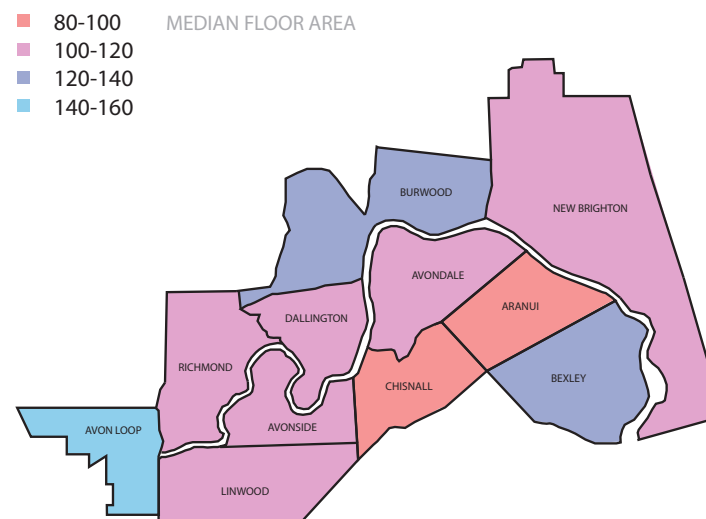 80-100 MEDIAN FLOOR AREA
100-120
120-140
140-160
BURWOOD
NEW BRIGHTON
AVONDALE
ARANUI
DALLINGTON
RICHMOND
BEXLEY
CHISNALL
AVON LOOP
AVONSIDE
LINWOOD